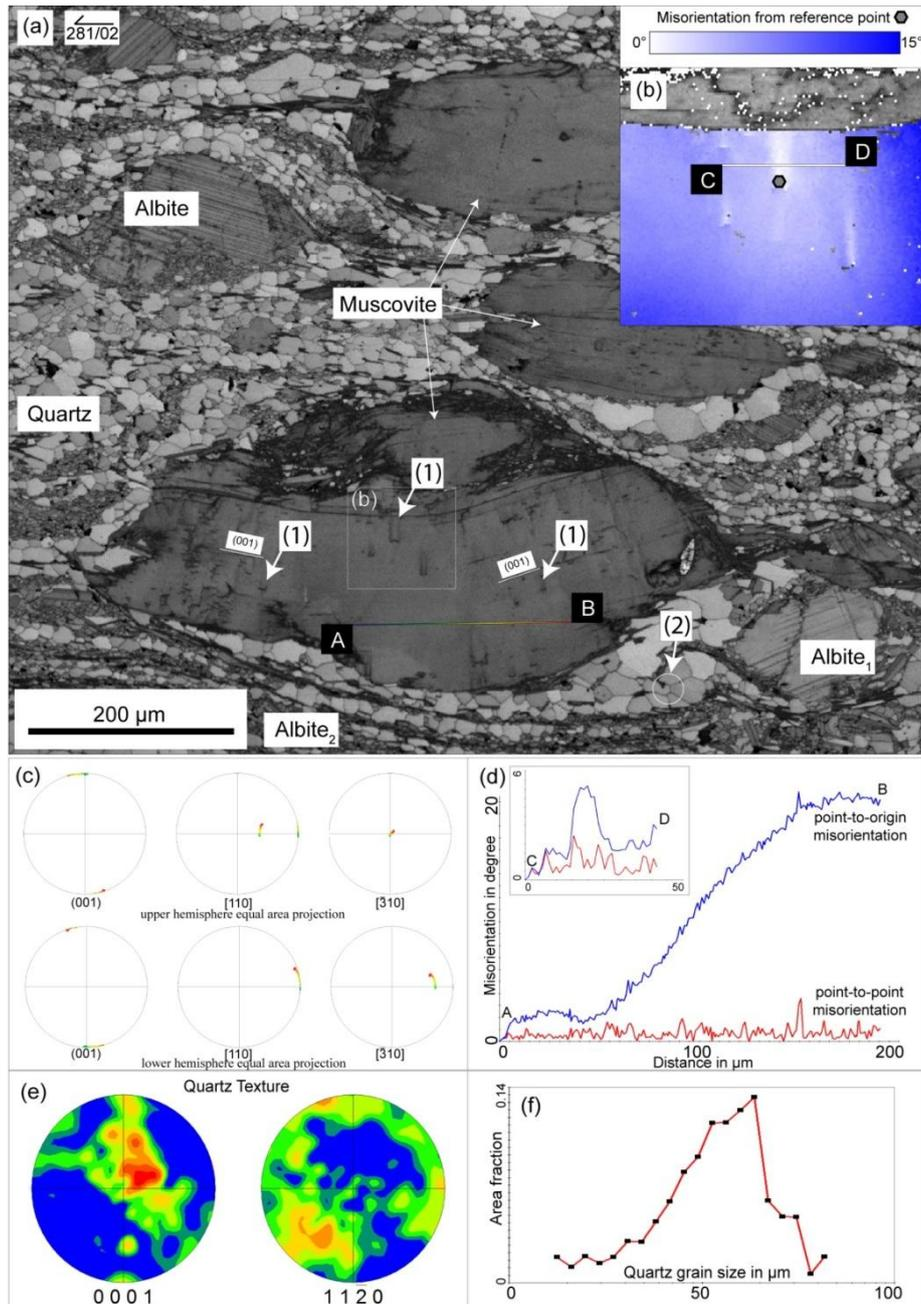 (a)
281/02
Misorientation from reference point
0°
15°
(b)
C
D
Albite
Muscovite
Quartz
(1)
(b)
(1)
(001)
(1)
(001)
A
B
(2)
Albite1
200 µm
Albite2
(c)
(001)
[110]
[310]
upper hemisphere equal area projection
(001)
[110]
[310]
lower hemisphere equal area projection
(d)
6
C
D
0
0
50
20
B
point-to-origin
misorientation
Misorientation in degree
A
point-to-point
misorientation
0
0
100
200
Distance in µm
(e)
Quartz Texture
0 0 0 1
1 1 2̅ 0
(f)
0.14
Area fraction
0
Quartz grain size in µm
50
100